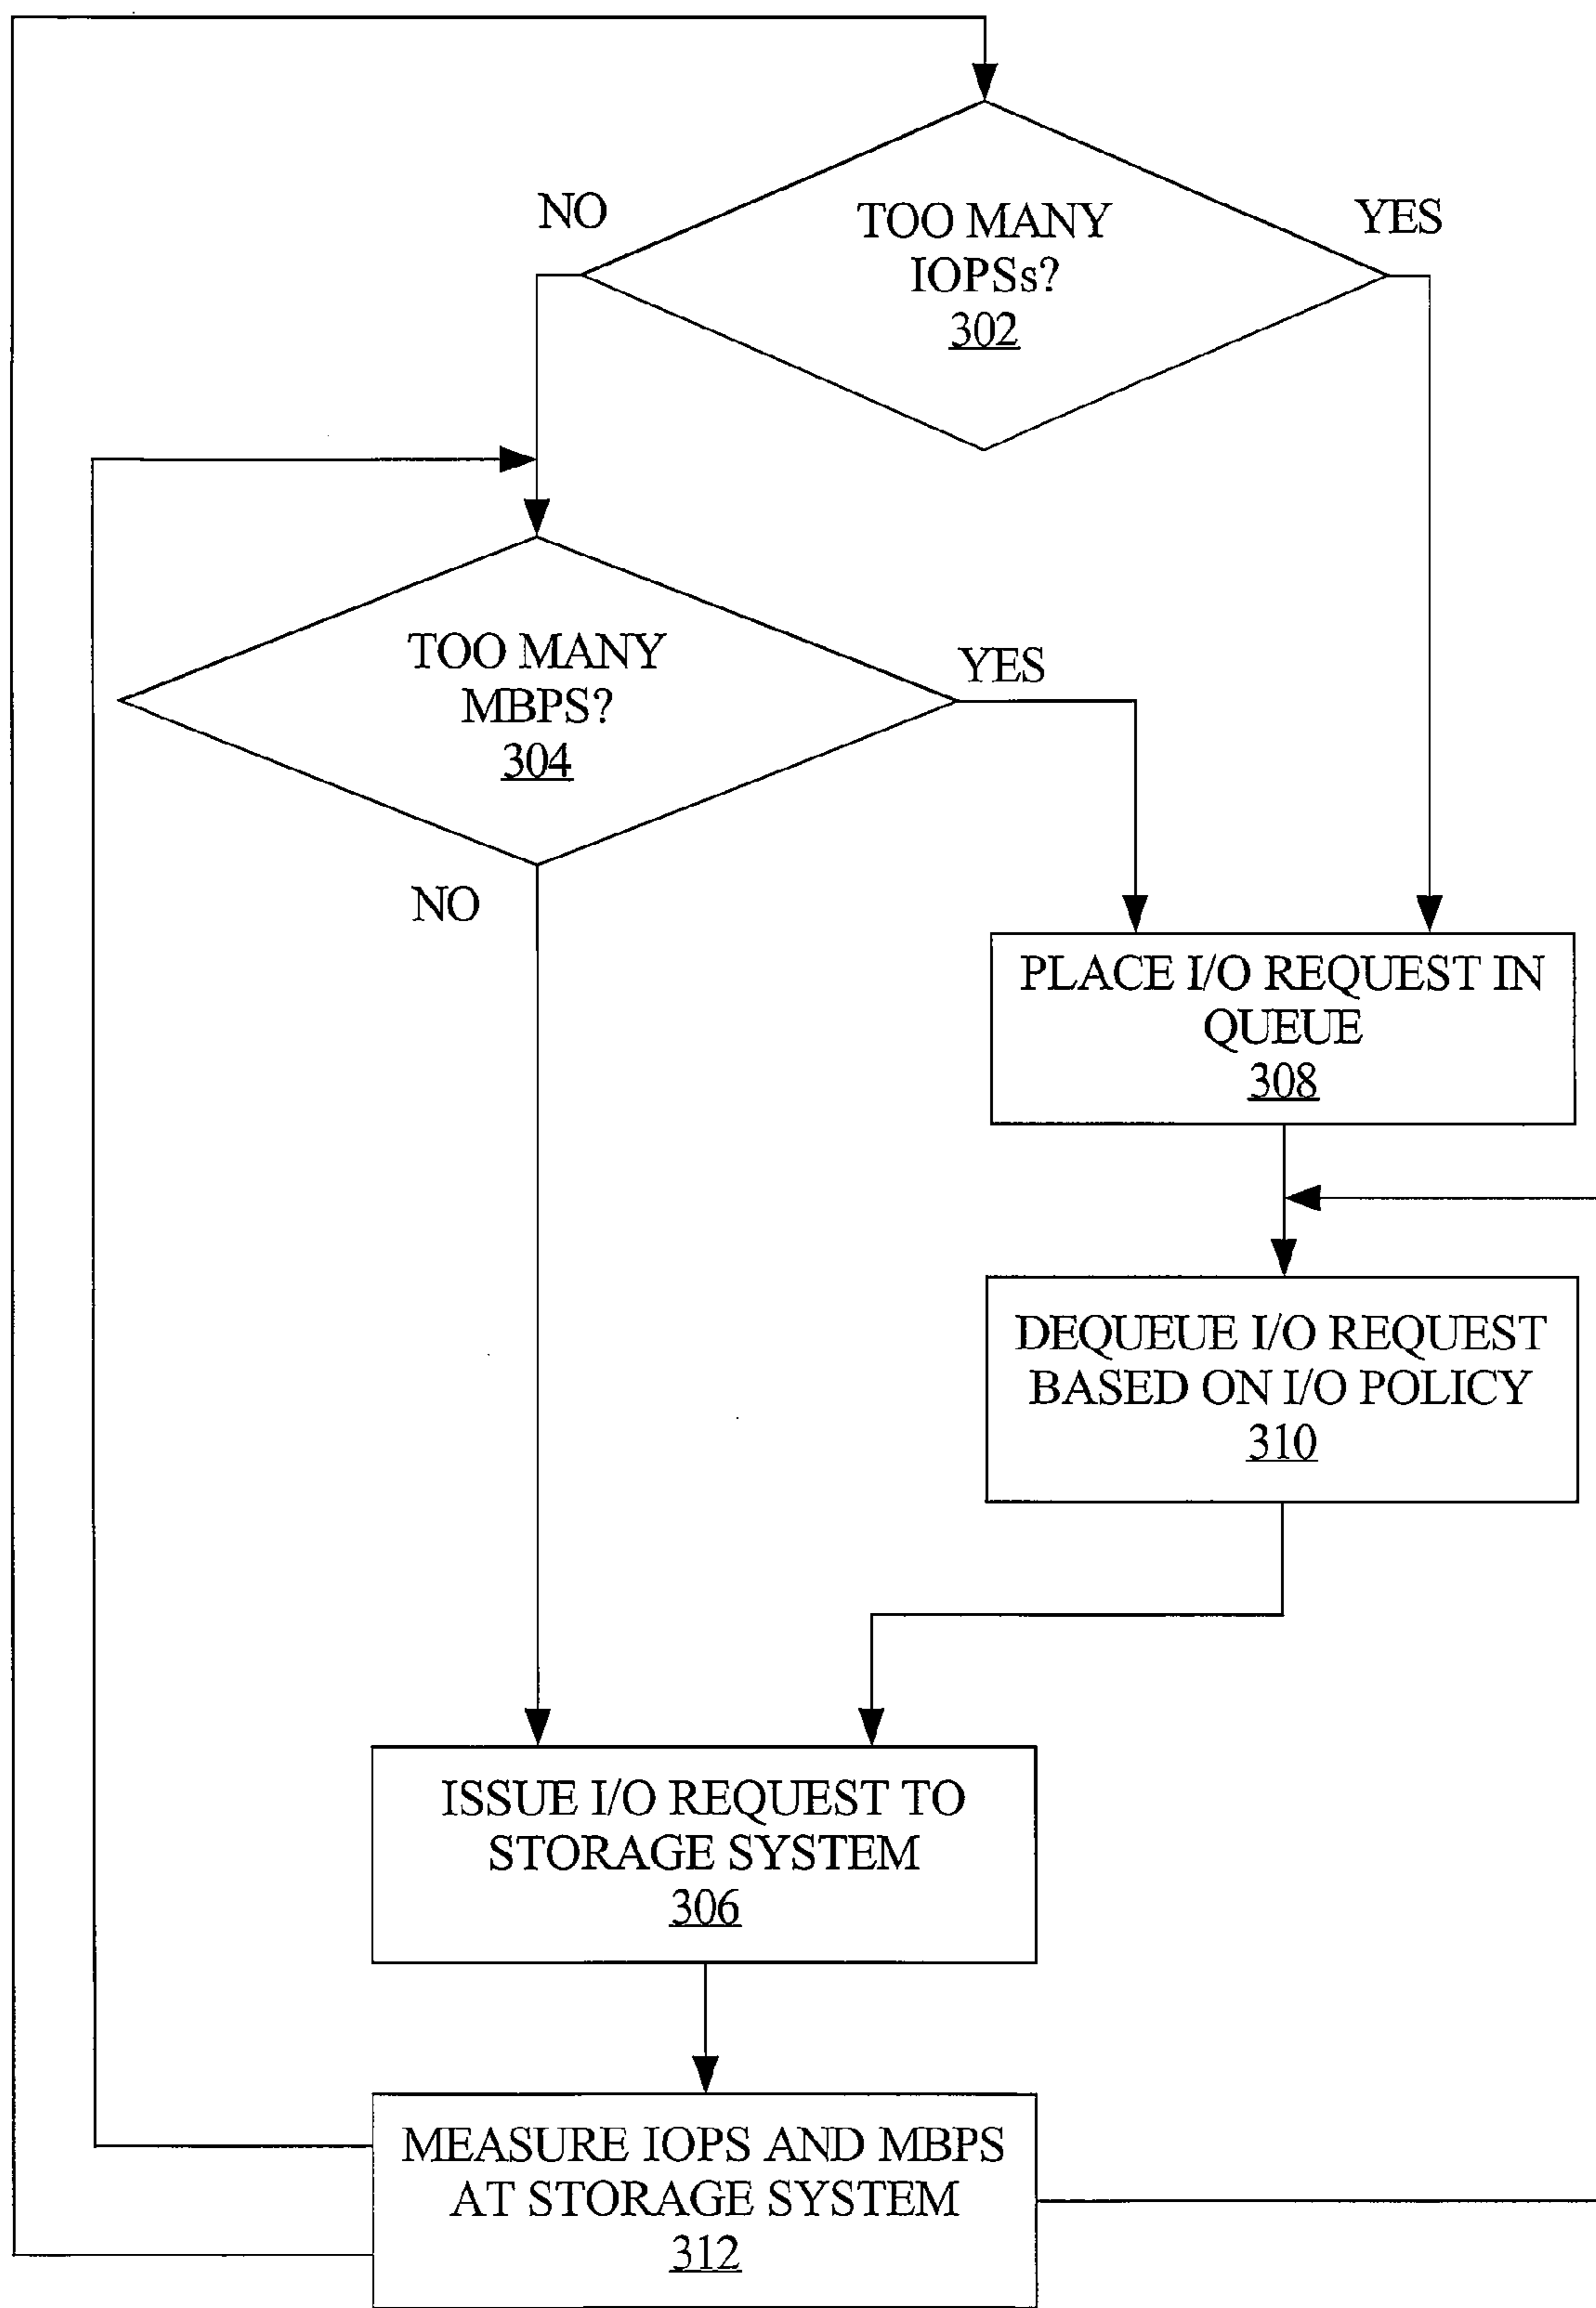 NO
TOO MANY
IOPSs?
302
YES
TOO MANY
MBPS?
304
YES
NO
PLACE I/O REQUEST IN
QUEUE
308
DEQUEUE I/O REQUEST
BASED ON I/O POLICY
310
ISSUE I/O REQUEST TO
STORAGE SYSTEM
306
MEASURE IOPS AND MBPS
AT STORAGE SYSTEM
312